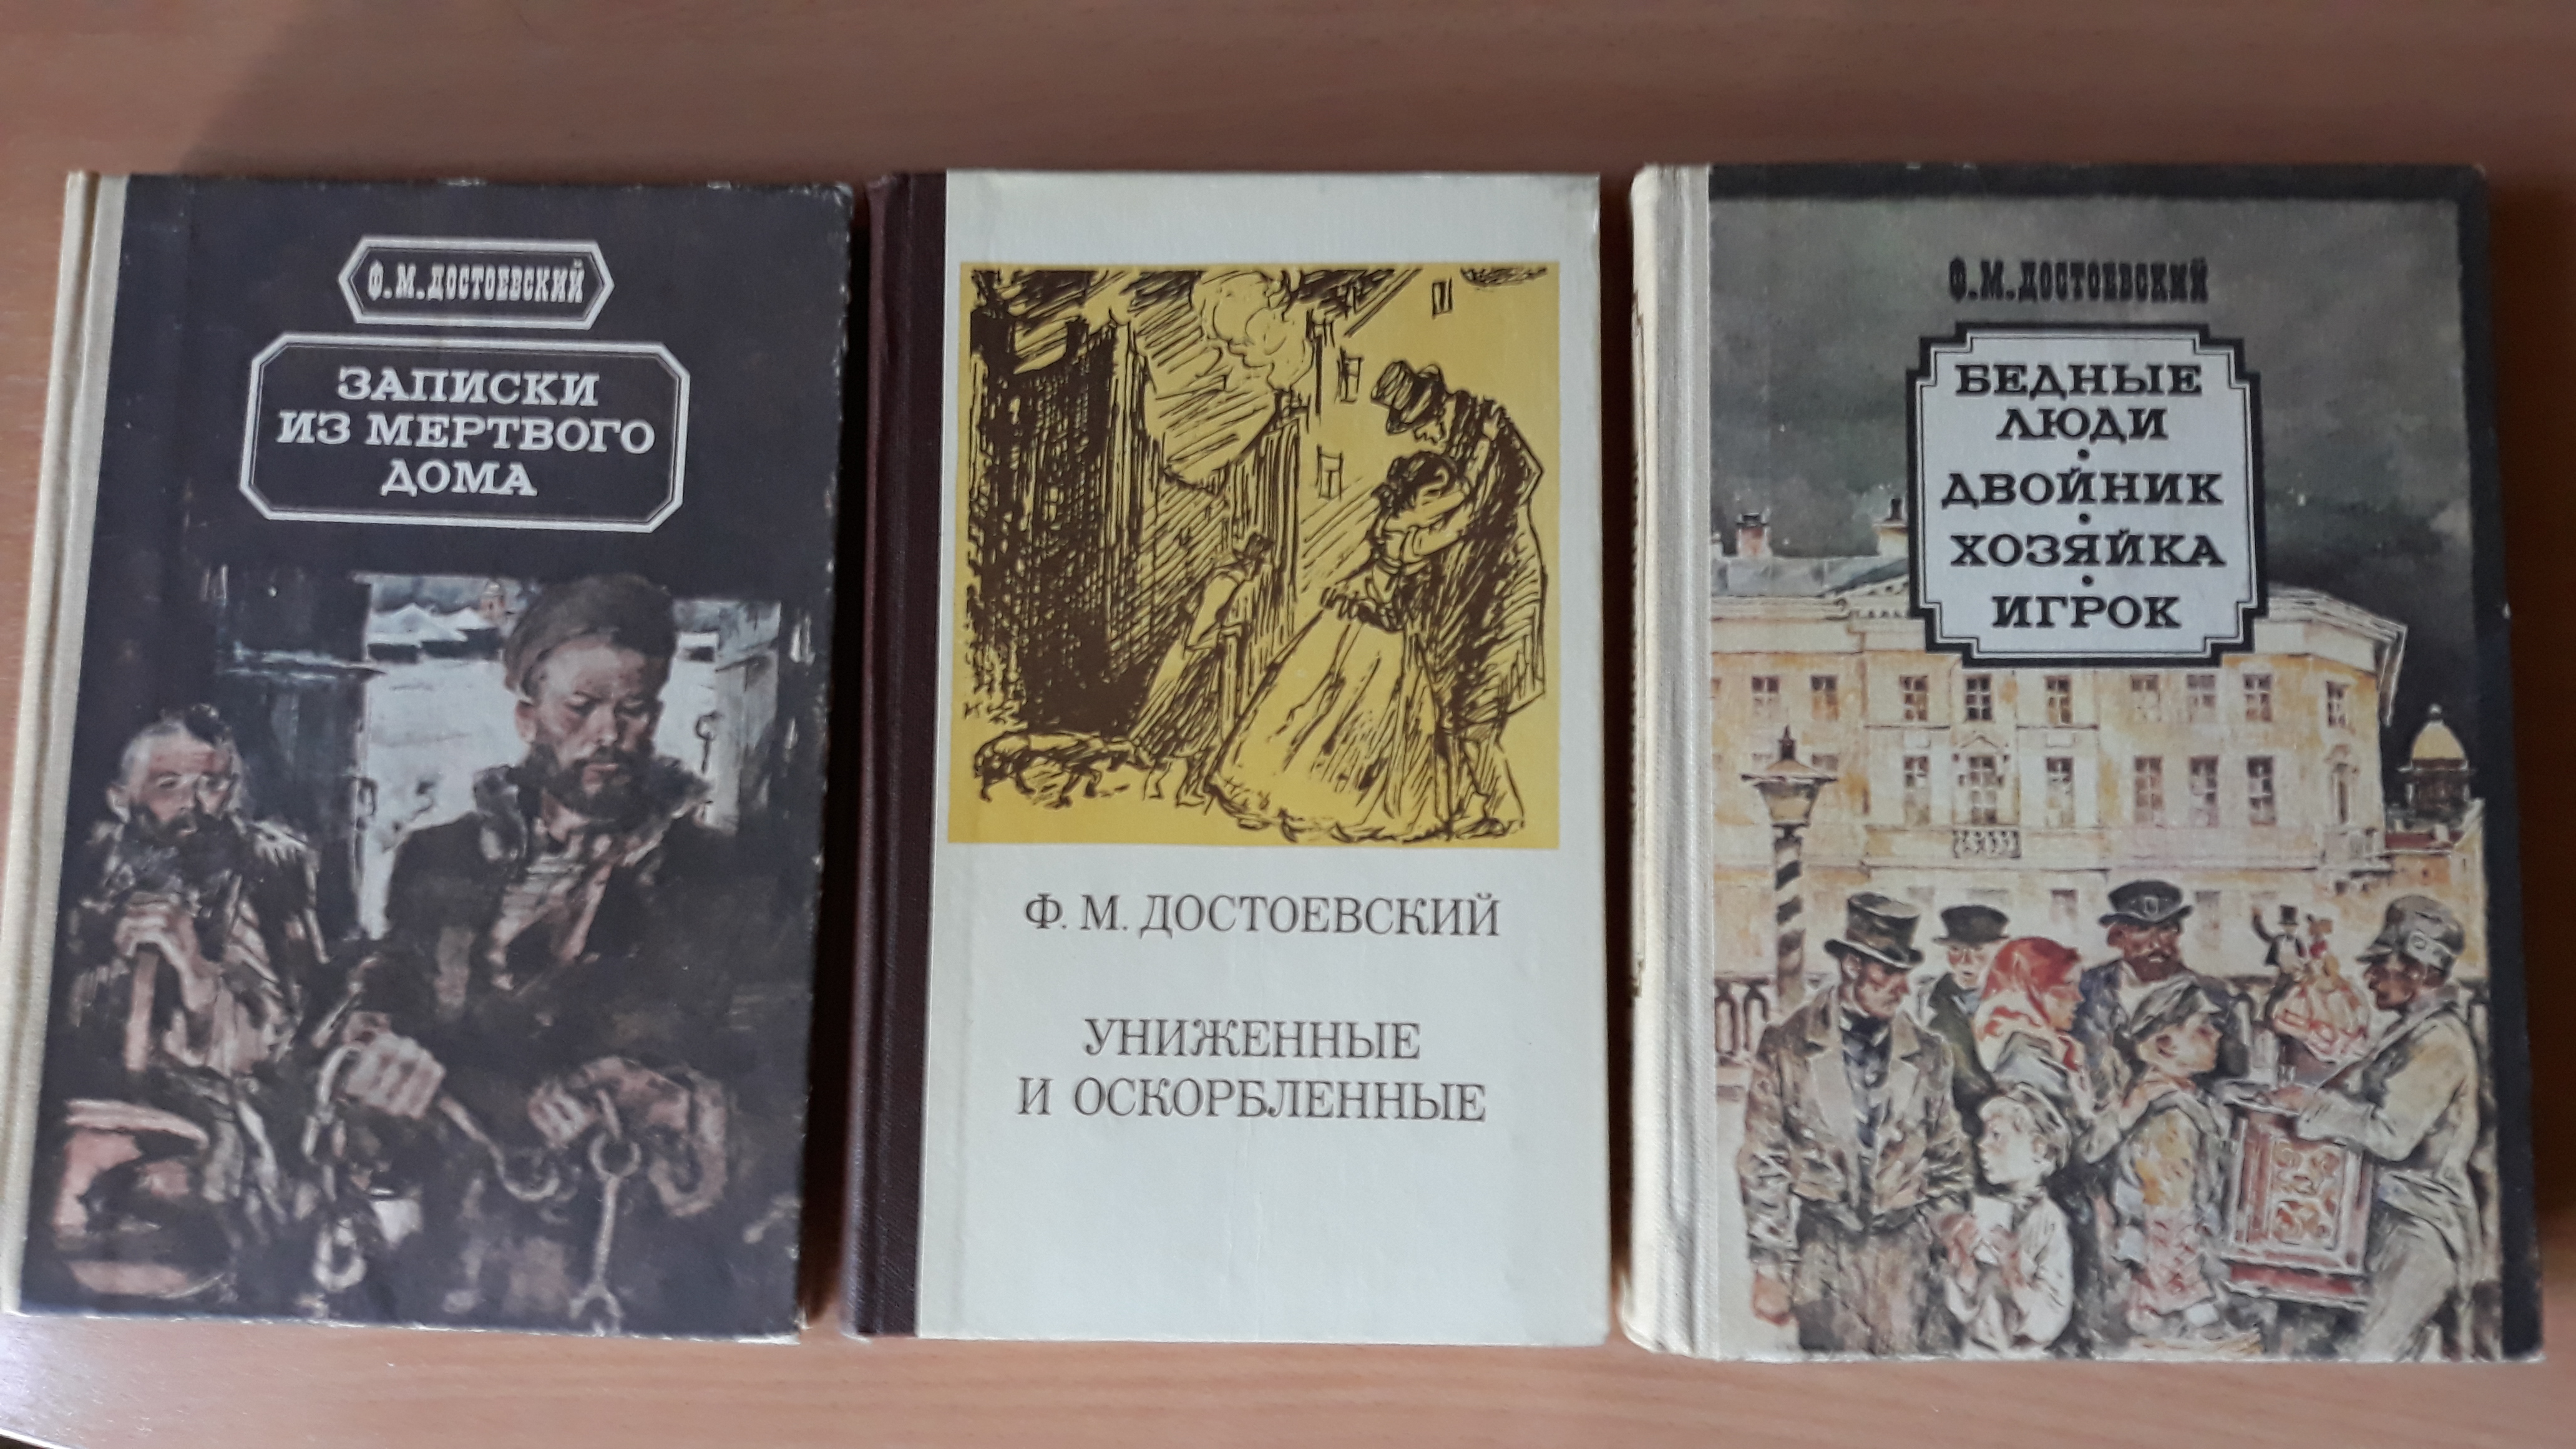 Ф.М.ДОСТОЕВСКИЙ
ЗАПИСКИ
ИЗ МЕРТВОГО
ДОМА
Ф. М. ДОСТОЕВСКИЙ
УНИЖЕННЫЕ
И ОСКОРБЛЕННЫЕ
Ф.М.ДОСТОЕВСКИЙ
БЕДНЫЕ
ЛЮДИ
•
ДВОЙНИК
•
ХОЗЯЙКА
•
ИГРОК